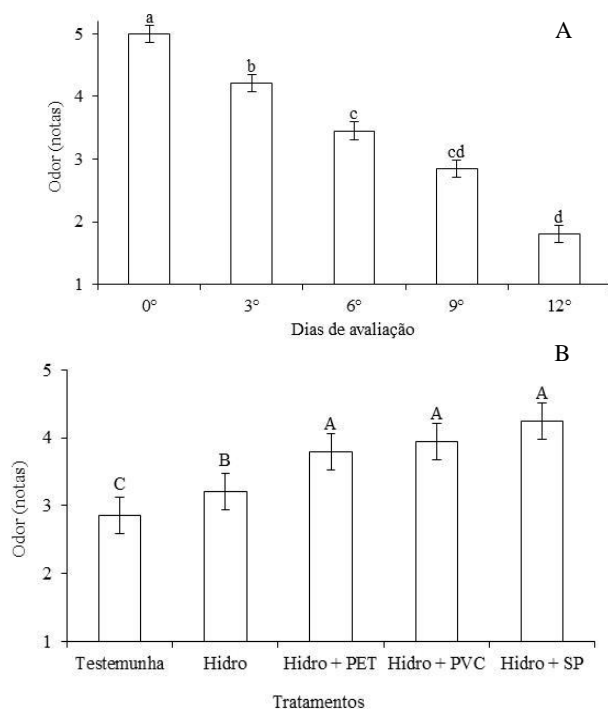 A
a
5
b
4
c
cd
3
d
2
1
Odor (notas)
0° 3° 6° 9° 12°
Dias de avaliação
B
5
A
A
A
4
B
C
3
2
1
Odor (notas)
Testemunha Hidro Hidro + PET Hidro + PVC Hidro + SP
Tratamentos